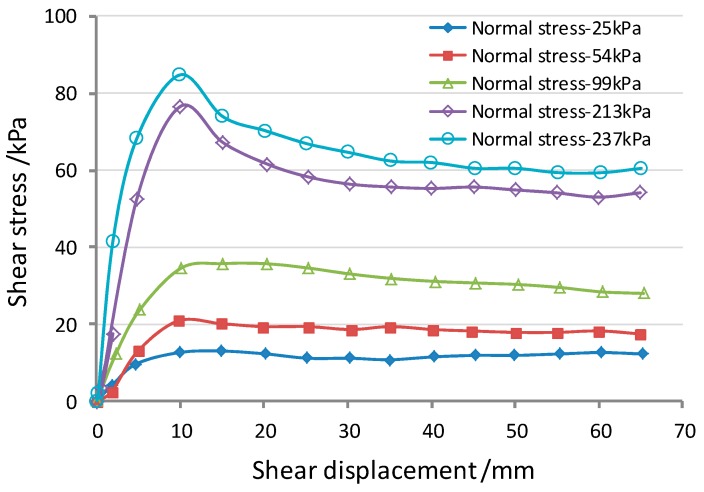 100
80
60
40
20
0
Shear stress /kPa
Normal stress-25kPa
Normal stress-54kPa
Normal stress-99kPa
Normal stress-213kPa
Normal stress-237kPa
0 10 20 30 40 50 60 70
Shear displacement /mm